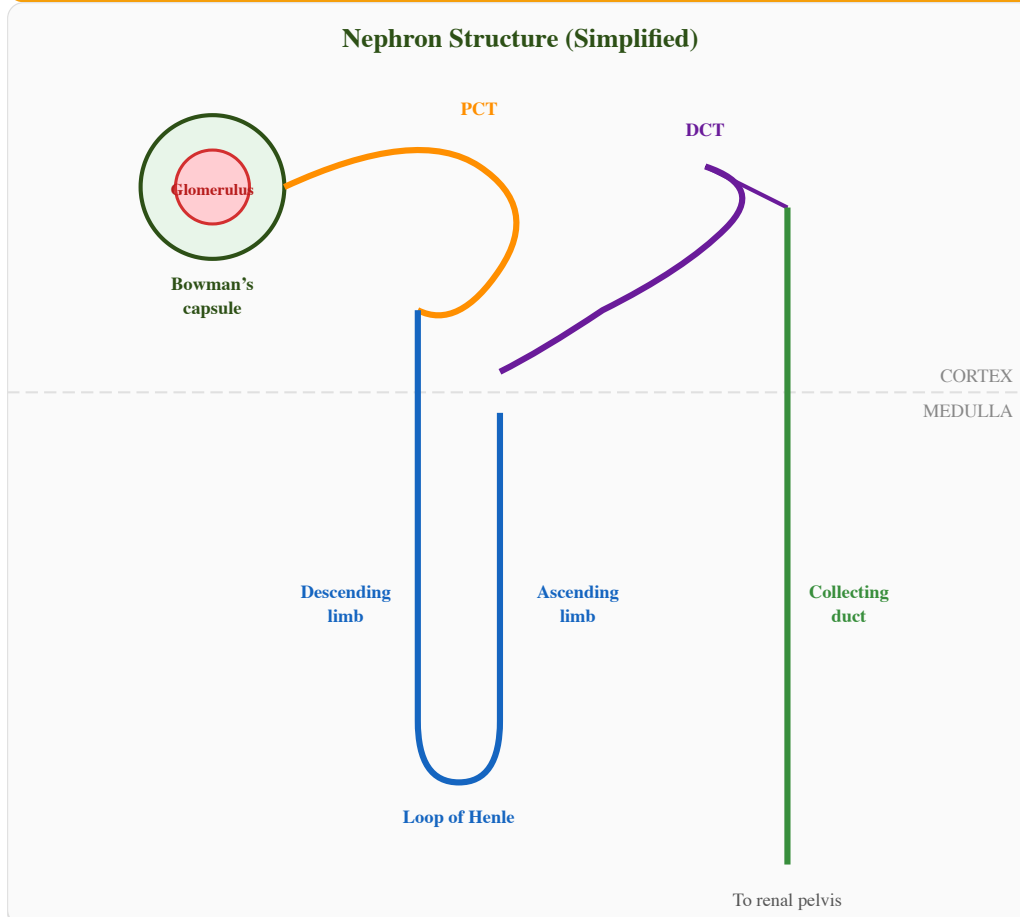 Nephron Structure (Simplified)
PCT
DCT
Glomerulus
Bowman’s
capsule
CORTEX
MEDULLA
Descending
limb
Ascending
limb
Collecting
duct
Loop of Henle
To renal pelvis